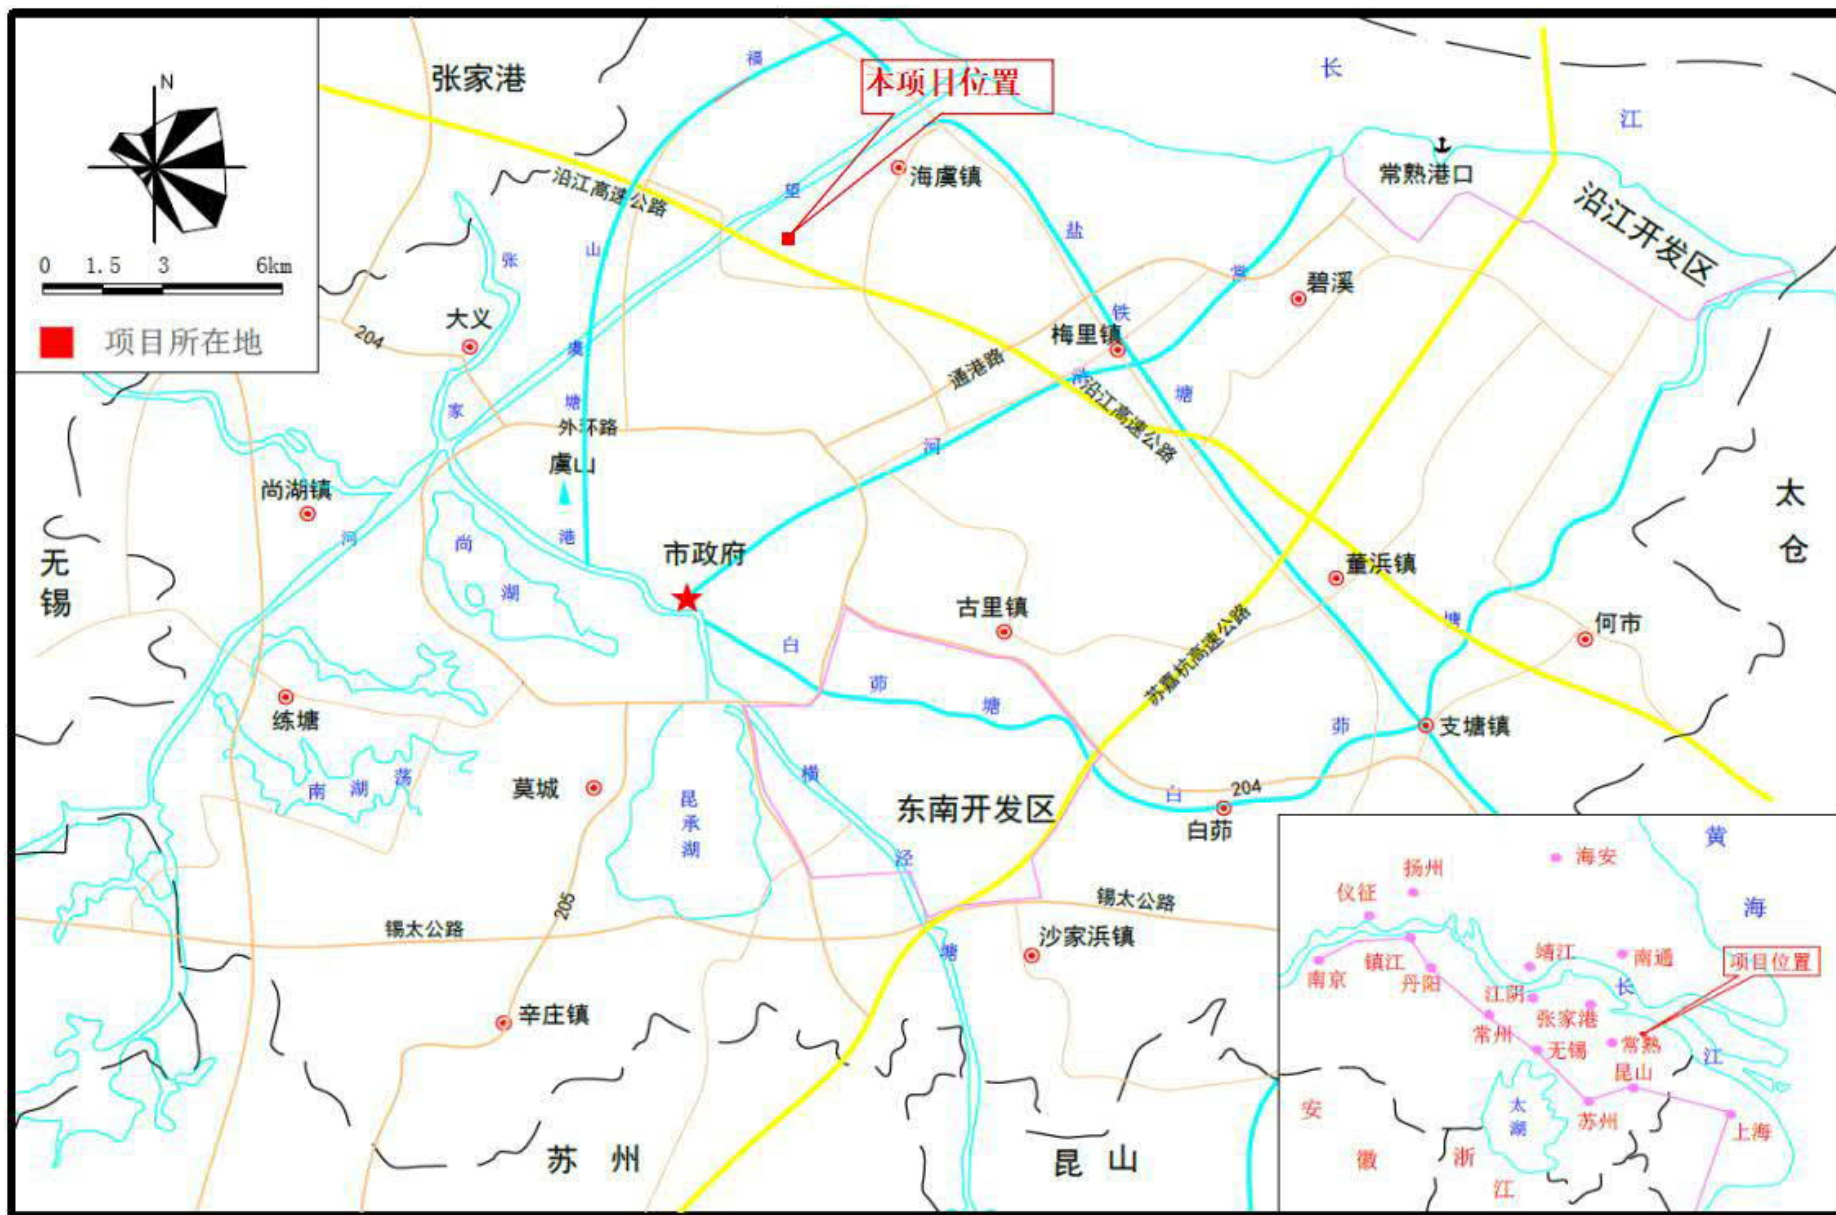 N
0 1.5 3 6km
项目所在地
张家港
福
本项目位置
长
江
海虞镇
常熟港口
沿江开发区
沿江高速公路
望
山
张
盐
常
碧溪
大义
204
虞
铁
梅里镇
通港路
塘
家
塘
外环路
沿江高速公路
河
虞山
尚湖镇
河
尚
湖
港
市政府
太
仓
无
锡
董浜镇
古里镇
塘
何市
白
茆
塘
苏嘉杭高速公路
练塘
茆
支塘镇
南湖荡
莫城
昆
承
湖
横
东南开发区
白
204
白茆
泾
205
锡太公路
锡太公路
塘
沙家浜镇
辛庄镇
苏州
昆山
黄
海
海安
扬州
仪征
靖江
南通
项目位置
南京
镇江
丹阳
江阴
长
张家港
常州
无锡
常熟
江
昆山
安
徽
太
湖
苏州
上海
浙
江